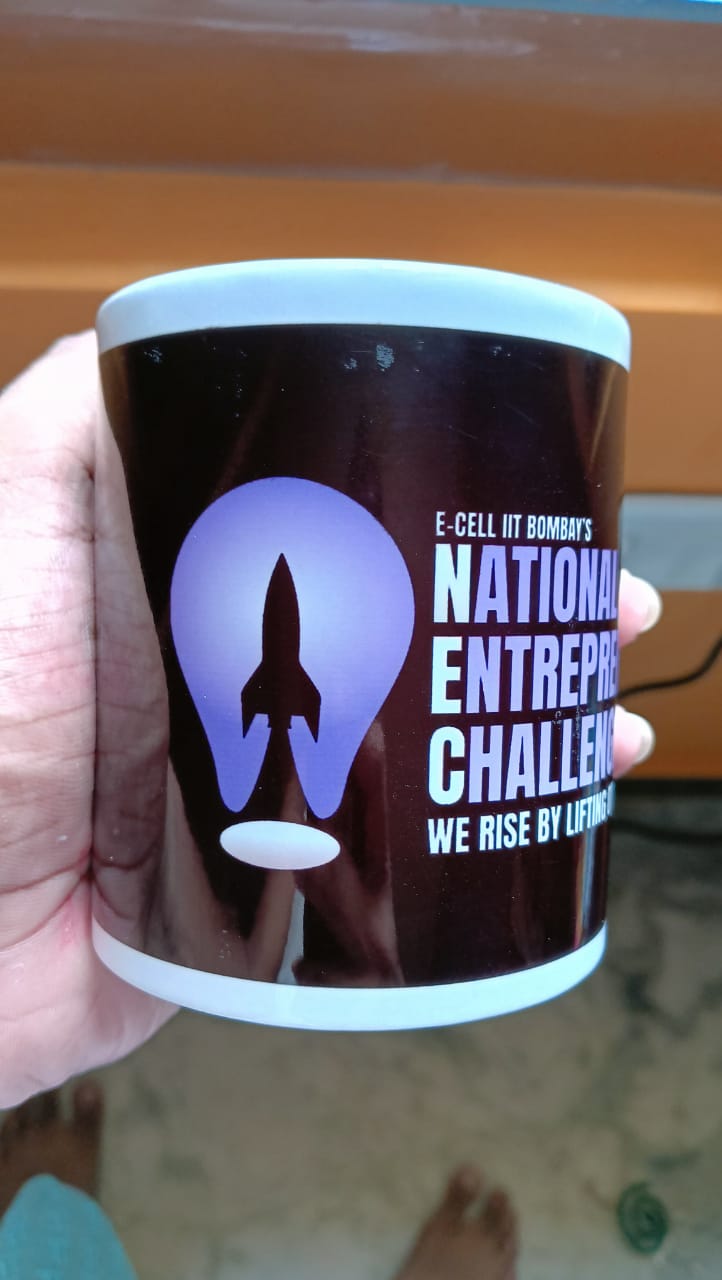 E-CELL IIT BOMBAY'S
NATIONAL
ENTREPRE
CHALLENG
WE RISE BY LIFTING